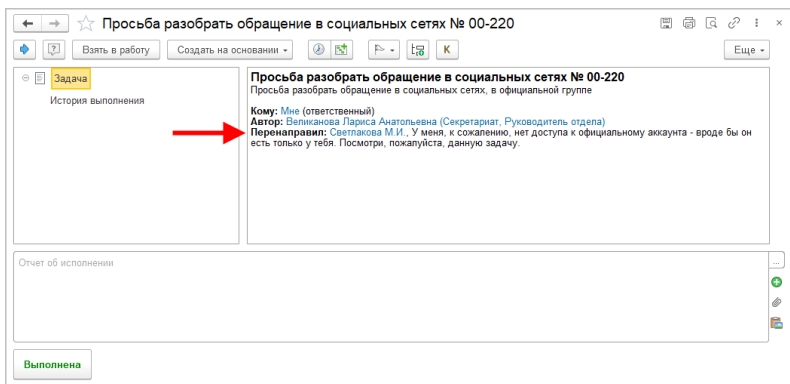 Просьба разобрать обращение в социальных сетях № 00-220
Взять в работу
Создать на основании
К
Еще
Задача
История выполнения
Просьба разобрать обращение в социальных сетях № 00-220
Просьба разобрать обращение в социальных сетях, в официальной группе
Кому: Мне (ответственный)
Автор: Великанова Лариса Анатольевна (Секретариат, Руководитель отдела)
Перенаправил: Светлакова М.И., У меня, к сожалению, нет доступа к официальному аккаунта - вроде бы он
есть только у тебя. Посмотри, пожалуйста, данную задачу.
Отчет об исполнении
...
Выполнена